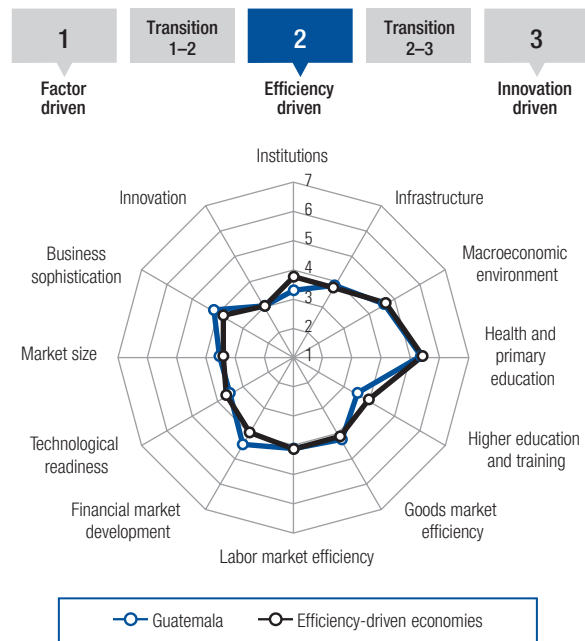 1
Transition
1–2
2
Transition
2–3
3
Factor
driven
Efficiency
driven
Innovation
driven
Institutions
7
Innovation
Infrastructure
6
5
Business
sophistication
Macroeconomic
environment
4
3
2
Market size
1
Health and
primary
education
Technological
readiness
Higher education
and training
Financial market
development
Goods market
efficiency
Labor market efficiency
Guatemala
Efficiency-driven economies